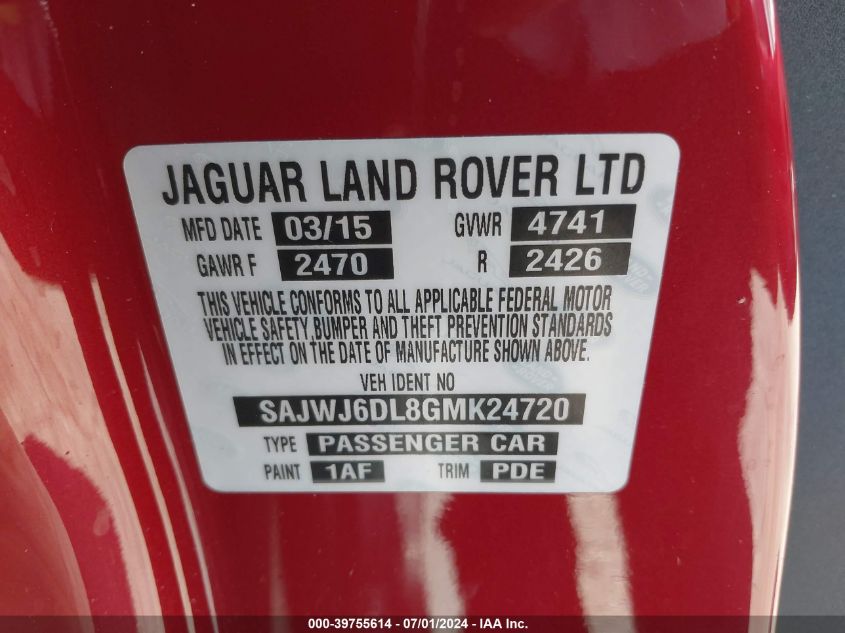 JAGUAR LAND ROVER LTD
MFD DATE 03/15 GVWR 4741
GAWR F 2470 R 2426
THIS VEHICLE CONFORMS TO ALL APPLICABLE FEDERAL MOTOR
VEHICLE SAFETY BUMPER AND THEFT PREVENTION STANDARDS
IN EFFECT ON THE DATE OF MANUFACTURE SHOWN ABOVE.
VEH IDENT NO
SAJWJ6DL8GMK24720
TYPE PASSENGER CAR
PAINT 1AF TRIM PDE
000-39755614 - 07/01/2024 - IAA Inc.